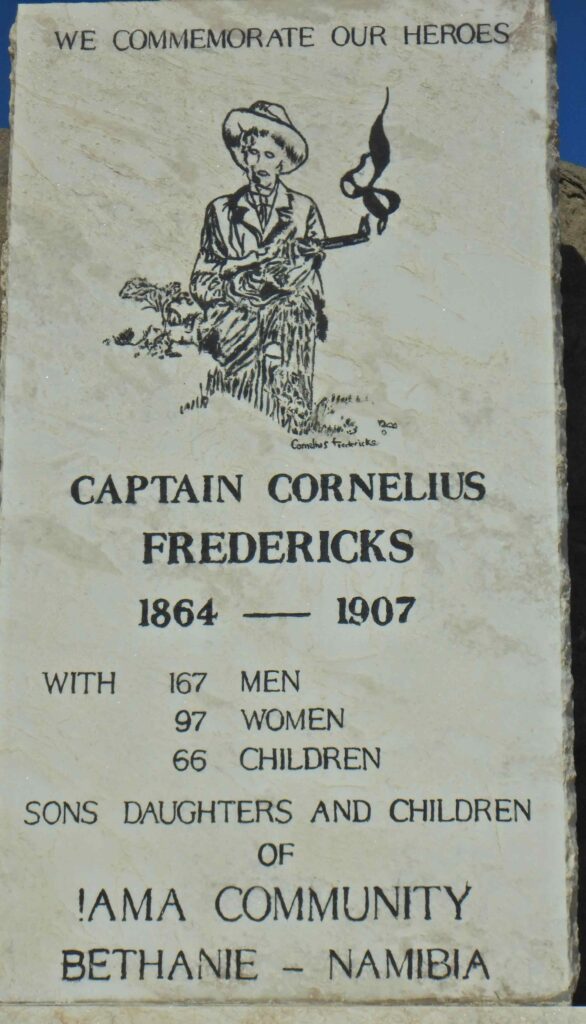 WE COMMEMORATE OUR HEROES
Cornelius Fredericks
CAPTAIN CORNELIUS
FREDERICKS
1864 — 1907
WITH 167 MEN
97 WOMEN
66 CHILDREN
SONS DAUGHTERS AND CHILDREN
OF
!AMA COMMUNITY
BETHANIE – NAMIBIA